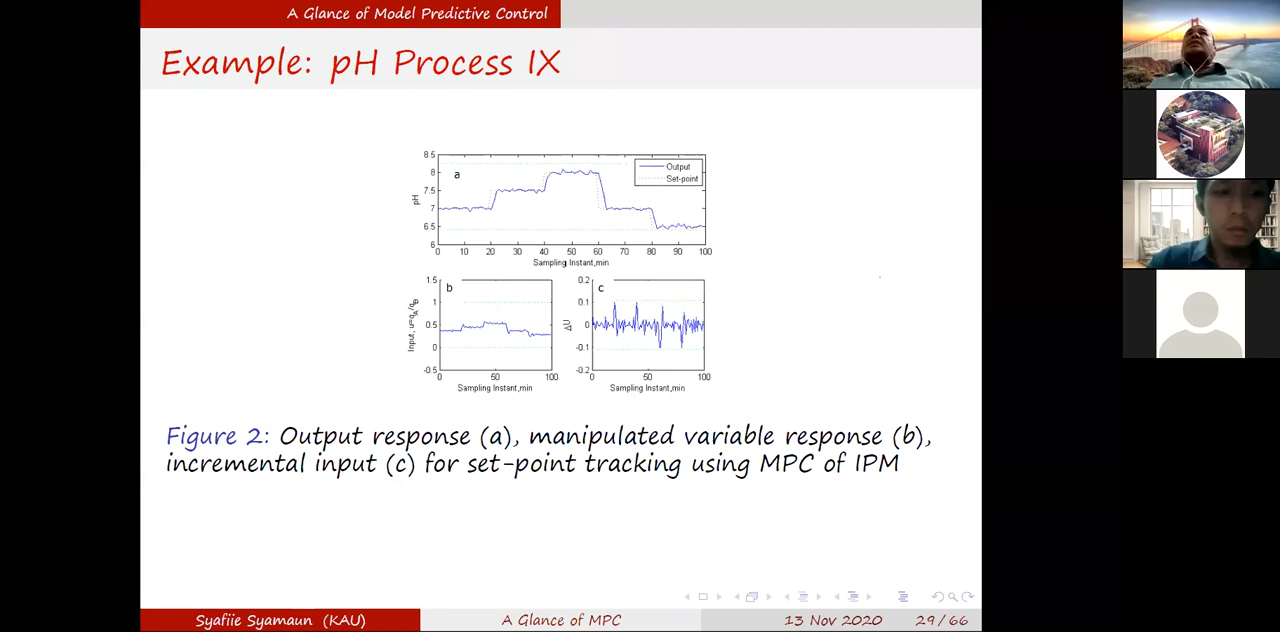 A Glance of Model Predictive Control
Example: pH Process IX
8.5
8
7.5
7
6.5
6
pH
a
Output
Set-point
0 10 20 30 40 50 60 70 80 90 100
Sampling Instant,min
1.5
1
0.5
0
-0.5
Input, u=qA/qB
b
0 50 100
Sampling Instant,min
0.2
0.1
0
-0.1
-0.2
ΔU
c
0 50 100
Sampling Instant,min
Figure 2: Output response (a), manipulated variable response (b),
incremental input (c) for set-point tracking using MPC of IPM
Syafiie Syamaun (KAU) A Glance of MPC 13 Nov 2020 29/66